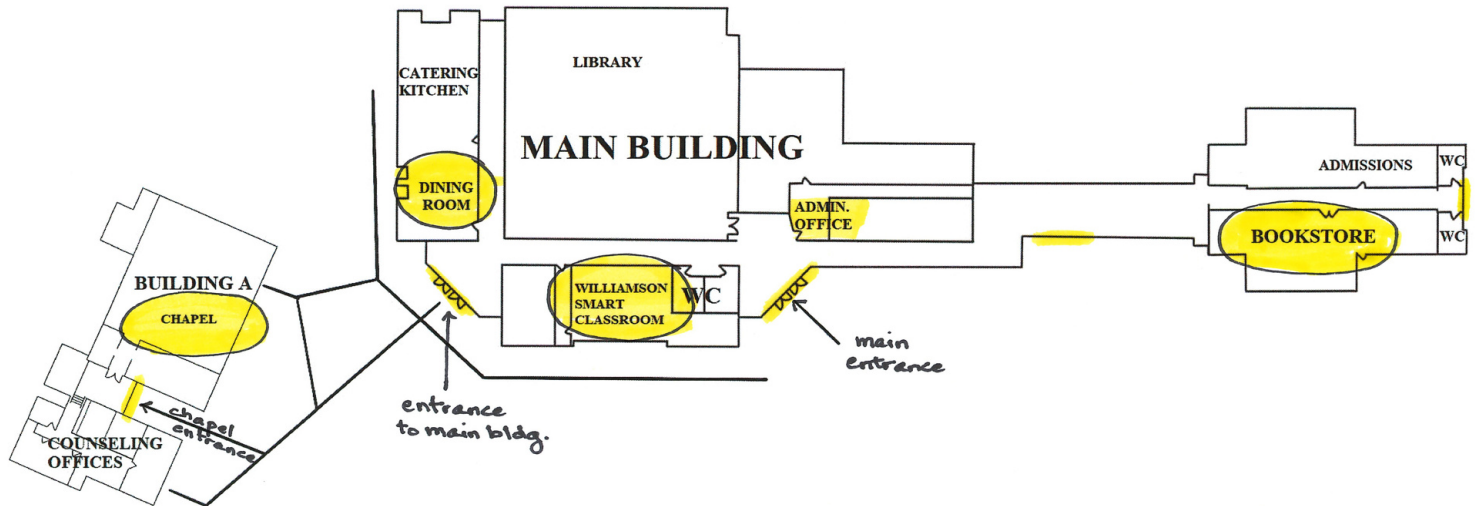 CATERING
KITCHEN
LIBRARY
MAIN BUILDING
DINING
ROOM
ADMIN.
OFFICE
ADMISSIONS
WC
BOOKSTORE
WC
BUILDING A
CHAPEL
WILLIAMSON
SMART
CLASSROOM
WC
main
entrance
entrance
to main bldg.
chapel
entrance
COUNSELING
OFFICES